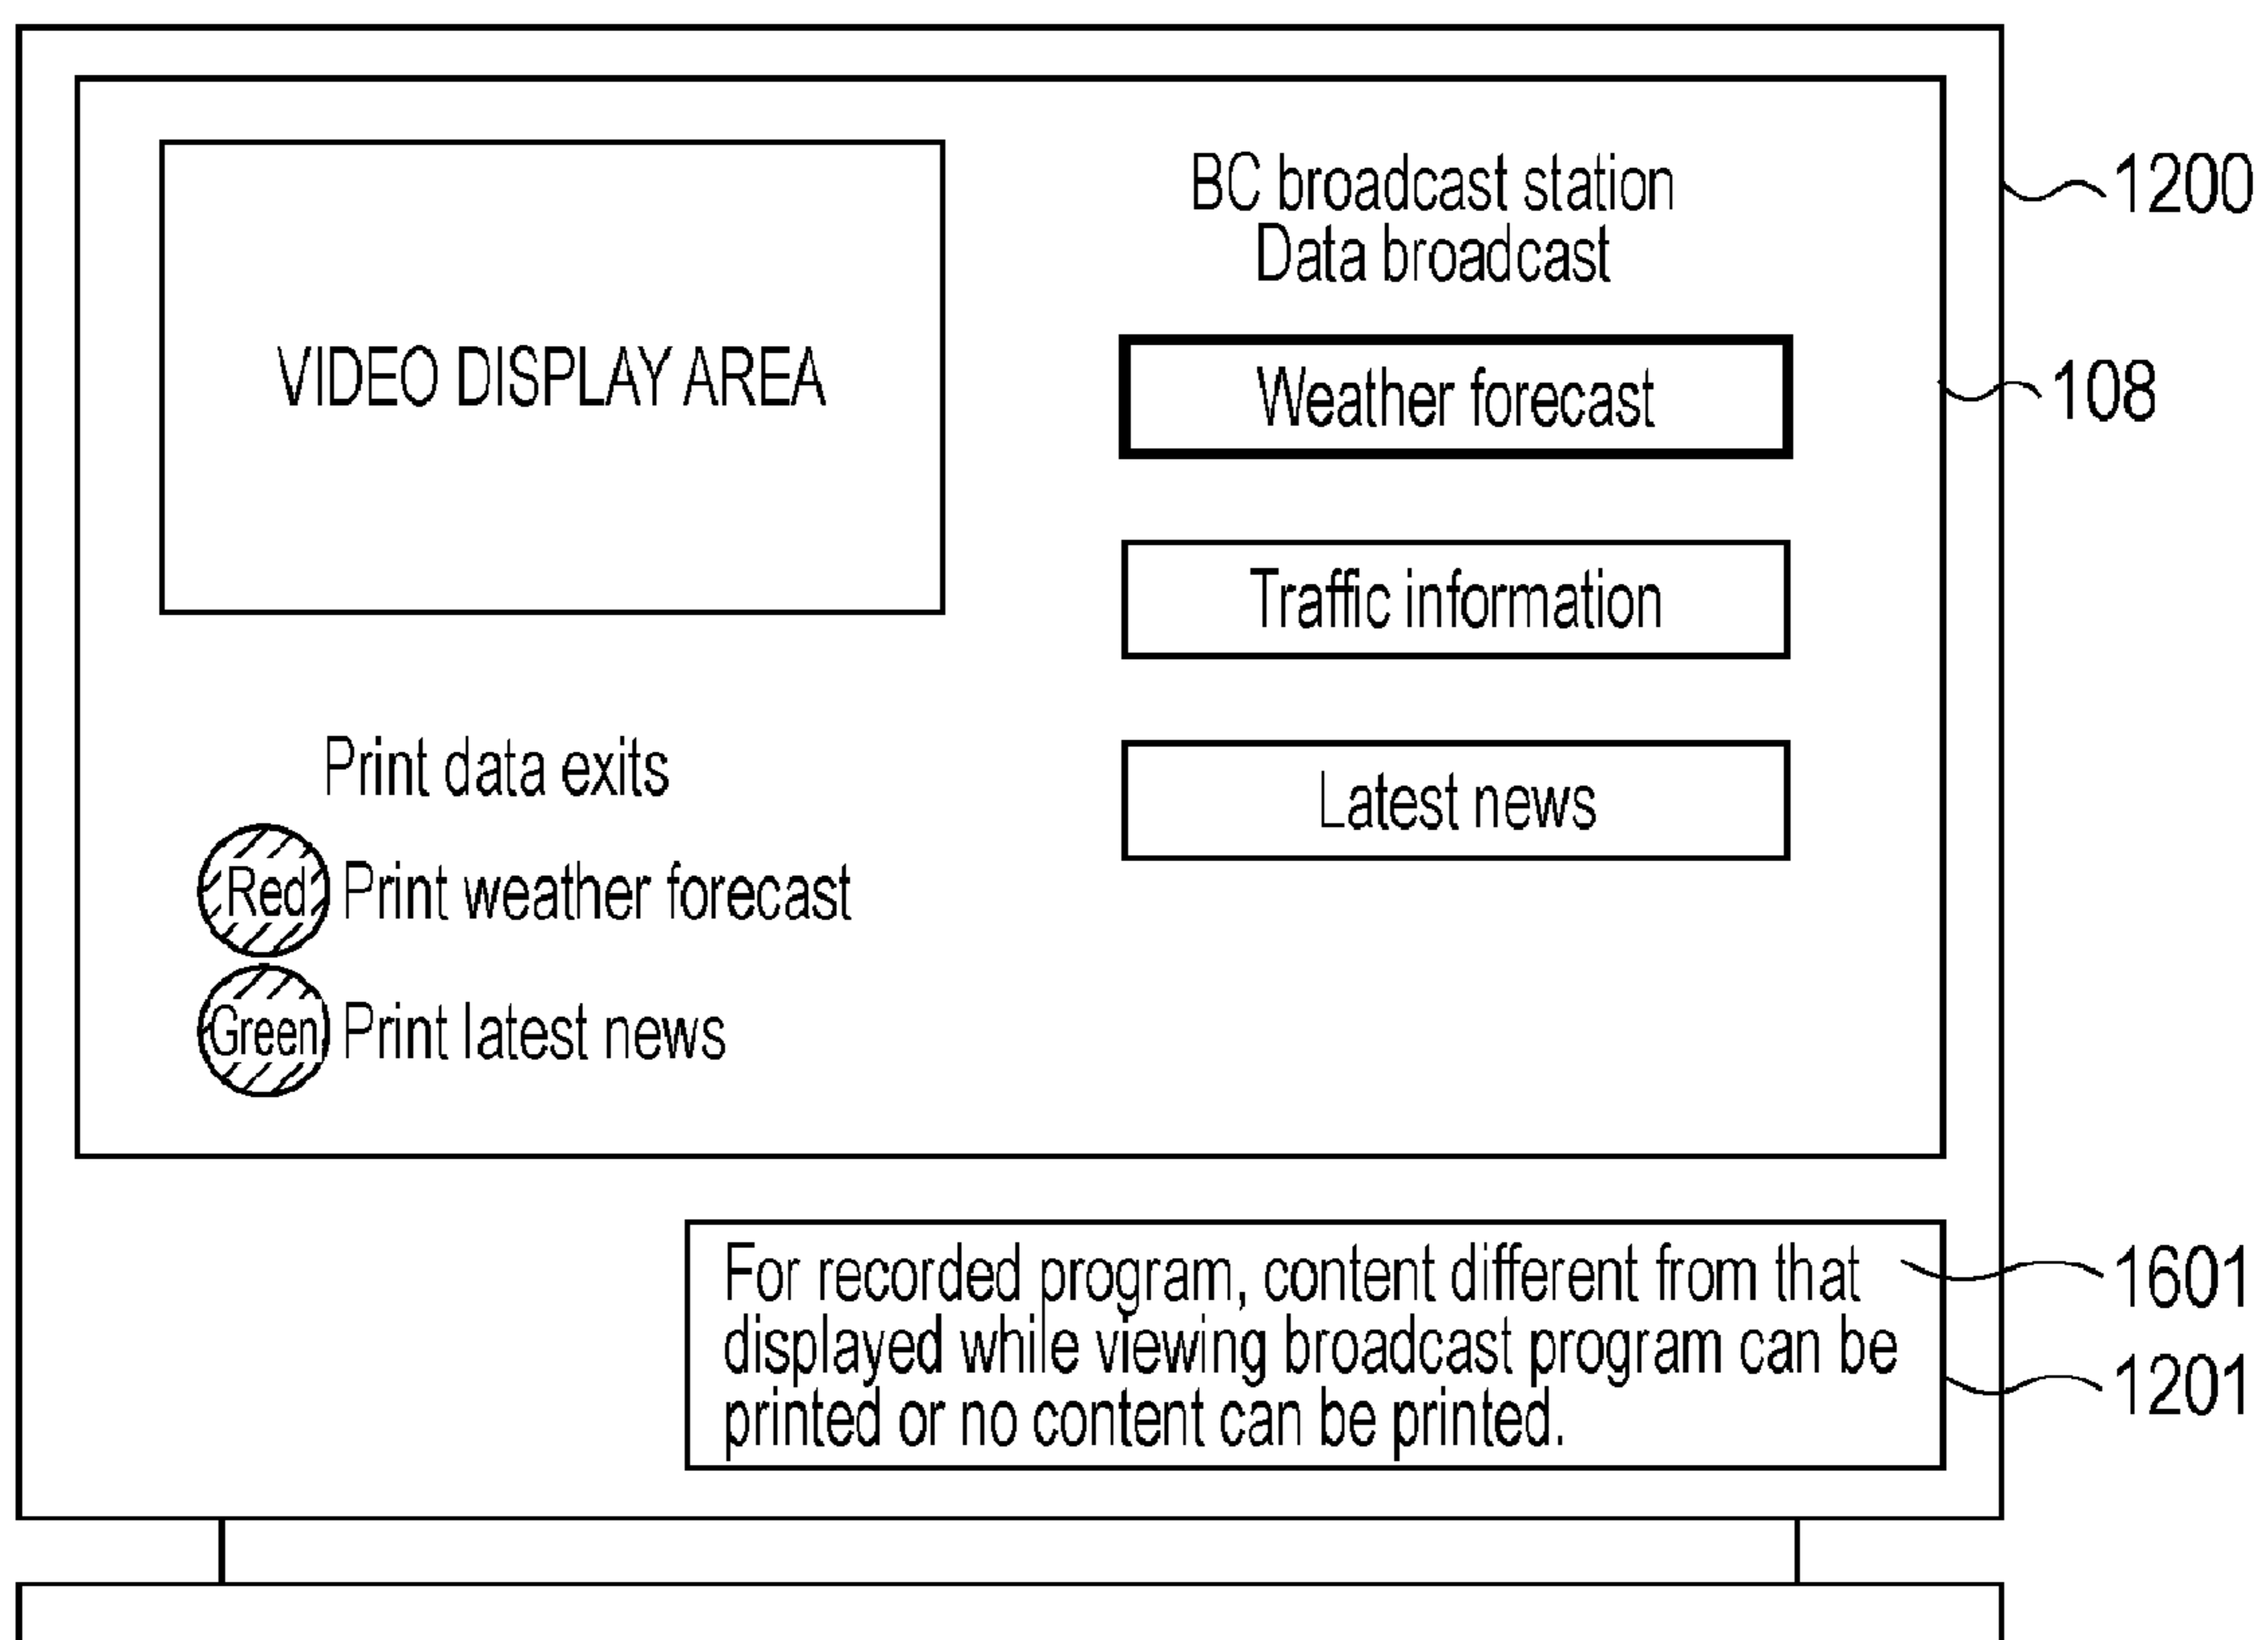 VIDEO DISPLAY AREA
BC broadcast station
Data broadcast
Weather forecast
Traffic information
Latest news
Print data exits
Red Print weather forecast
Green Print latest news
For recorded program, content different from that
displayed while viewing broadcast program can be
printed or no content can be printed.
1200
108
1601
1201